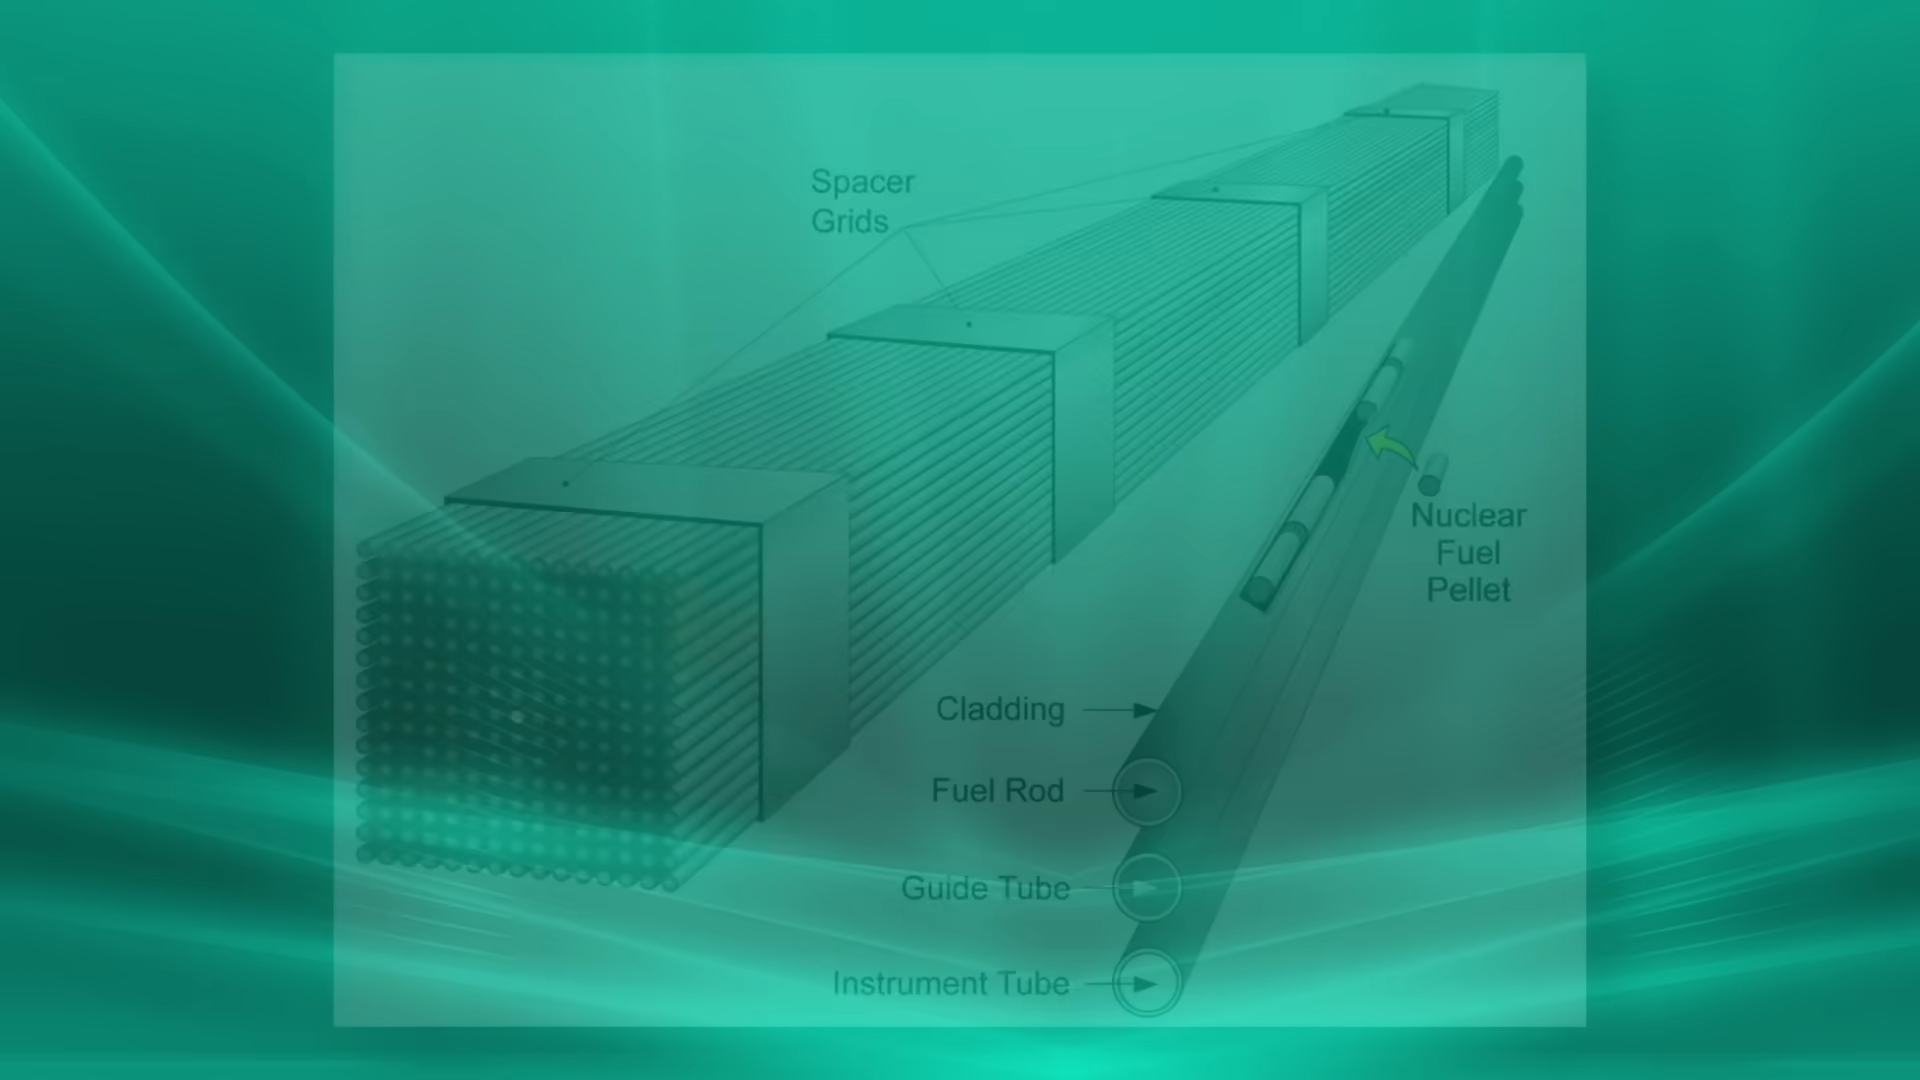 Spacer
Grids
Nuclear
Fuel
Pellet
Cladding
Fuel Rod
Guide Tube
Instrument Tube